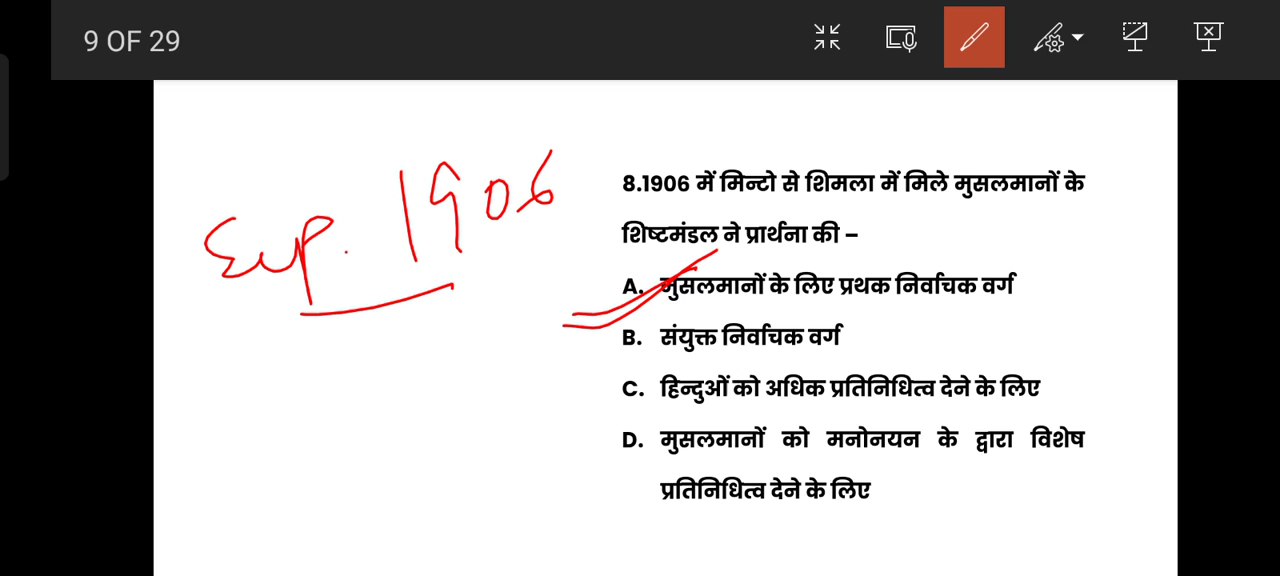 9 OF 29
8.1906 में मिन्टो से शिमला में मिले मुसलमानों के
शिष्टमंडल ने प्रार्थना की –
A. मुसलमानों के लिए प्रथक निर्वाचक वर्ग
B. संयुक्त निर्वाचक वर्ग
C. हिन्दुओं को अधिक प्रतिनिधित्व देने के लिए
D. मुसलमानों को मनोनयन के द्वारा विशेष
प्रतिनिधित्व देने के लिए
1906